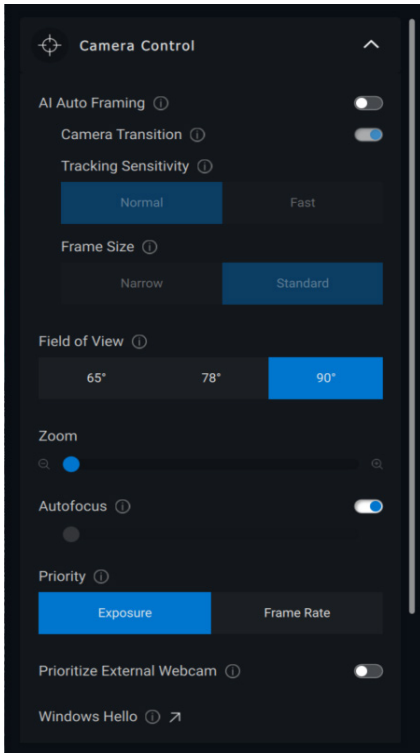 Camera Control
AI Auto Framing
Camera Transition
Tracking Sensitivity
Normal Fast
Frame Size
Narrow Standard
Field of View
65° 78° 90°
Zoom
Autofocus
Priority
Exposure Frame Rate
Prioritize External Webcam
Windows Hello